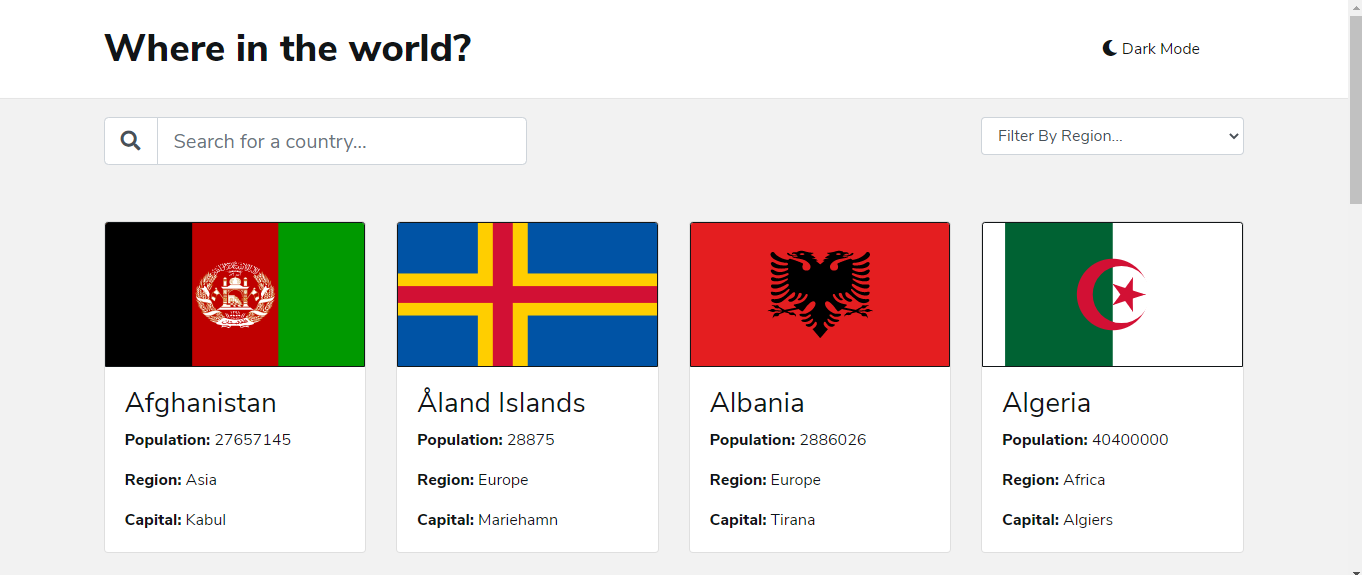 Where in the world?
Dark Mode
Search for a country...
Filter By Region...
Afghanistan
Population: 27657145
Region: Asia
Capital: Kabul
Åland Islands
Population: 28875
Region: Europe
Capital: Mariehamn
Albania
Population: 2886026
Region: Europe
Capital: Tirana
Algeria
Population: 40400000
Region: Africa
Capital: Algiers